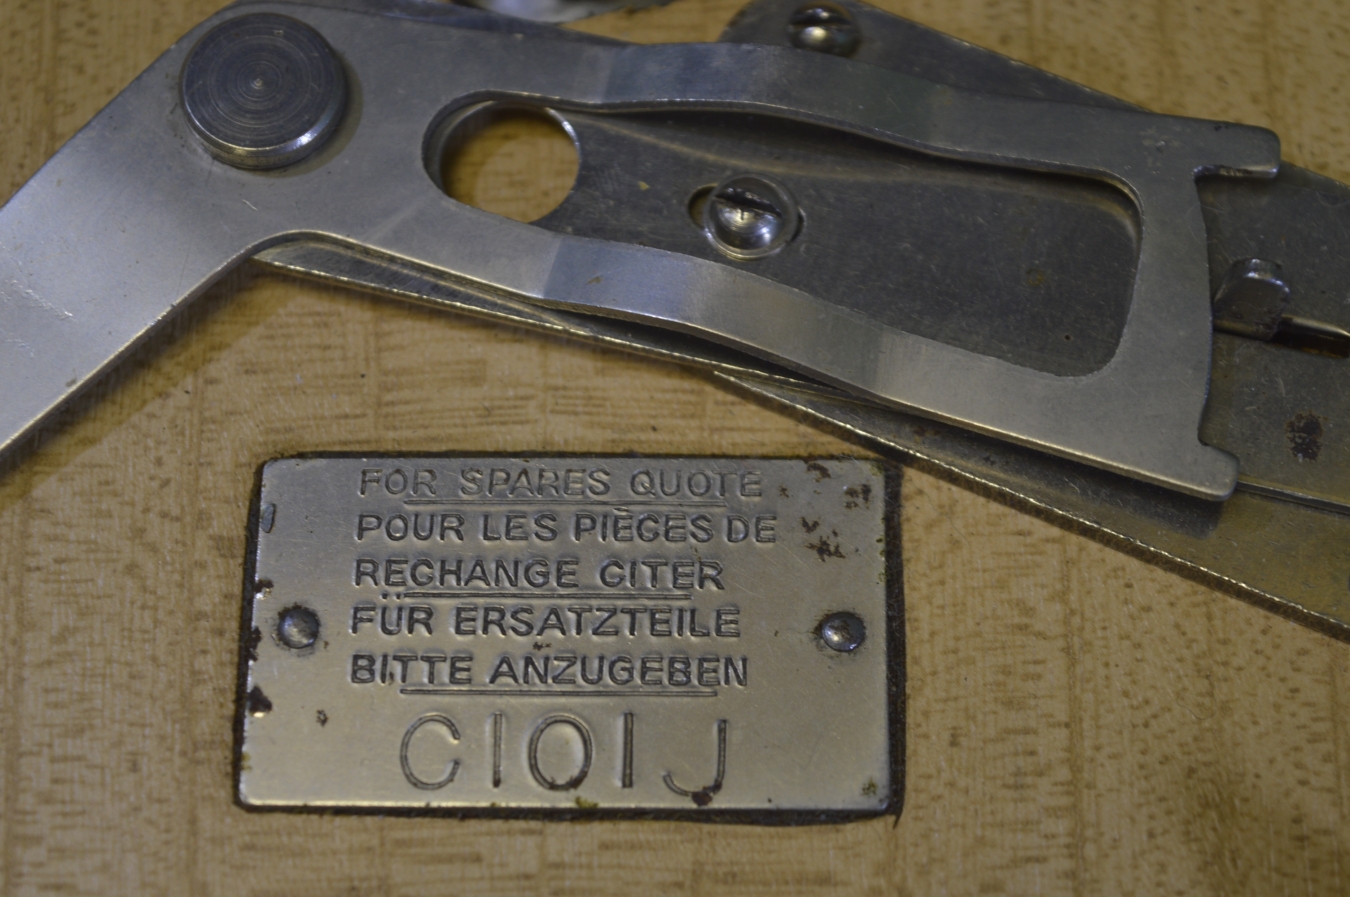 FOR SPARES QUOTE
POUR LES PIÈCES DE
RECHANGE CITER
FÜR ERSATZTEILE
BITTE ANZUGEBEN
C101J